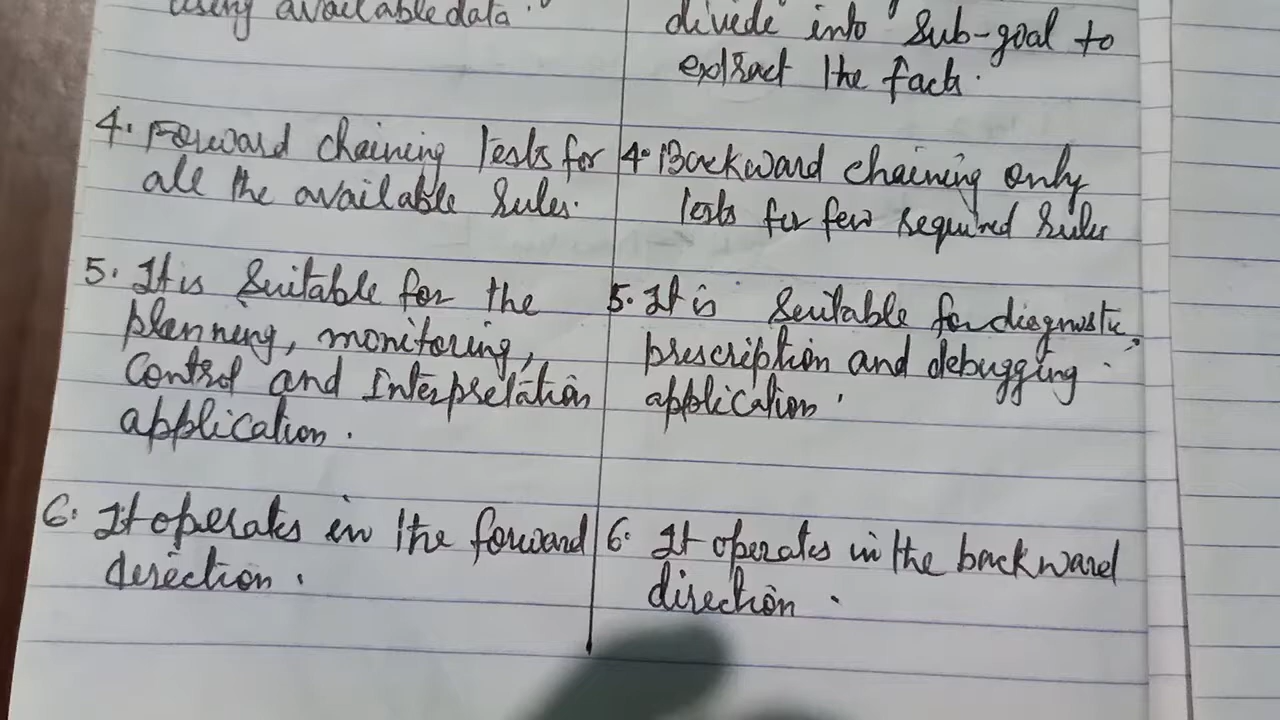 using available data.
divide into sub-goal to
extract the facts.
4. Forward chaining tests for
all the available rules.
4. Backward chaining only
tests for few required rules
5. It is suitable for the
planning, monitoring,
control and Interpretation
application.
5. It is suitable for diagnostic,
prescription and debugging
application.
6. It operates in the forward
direction.
6. It operates in the backward
direction.